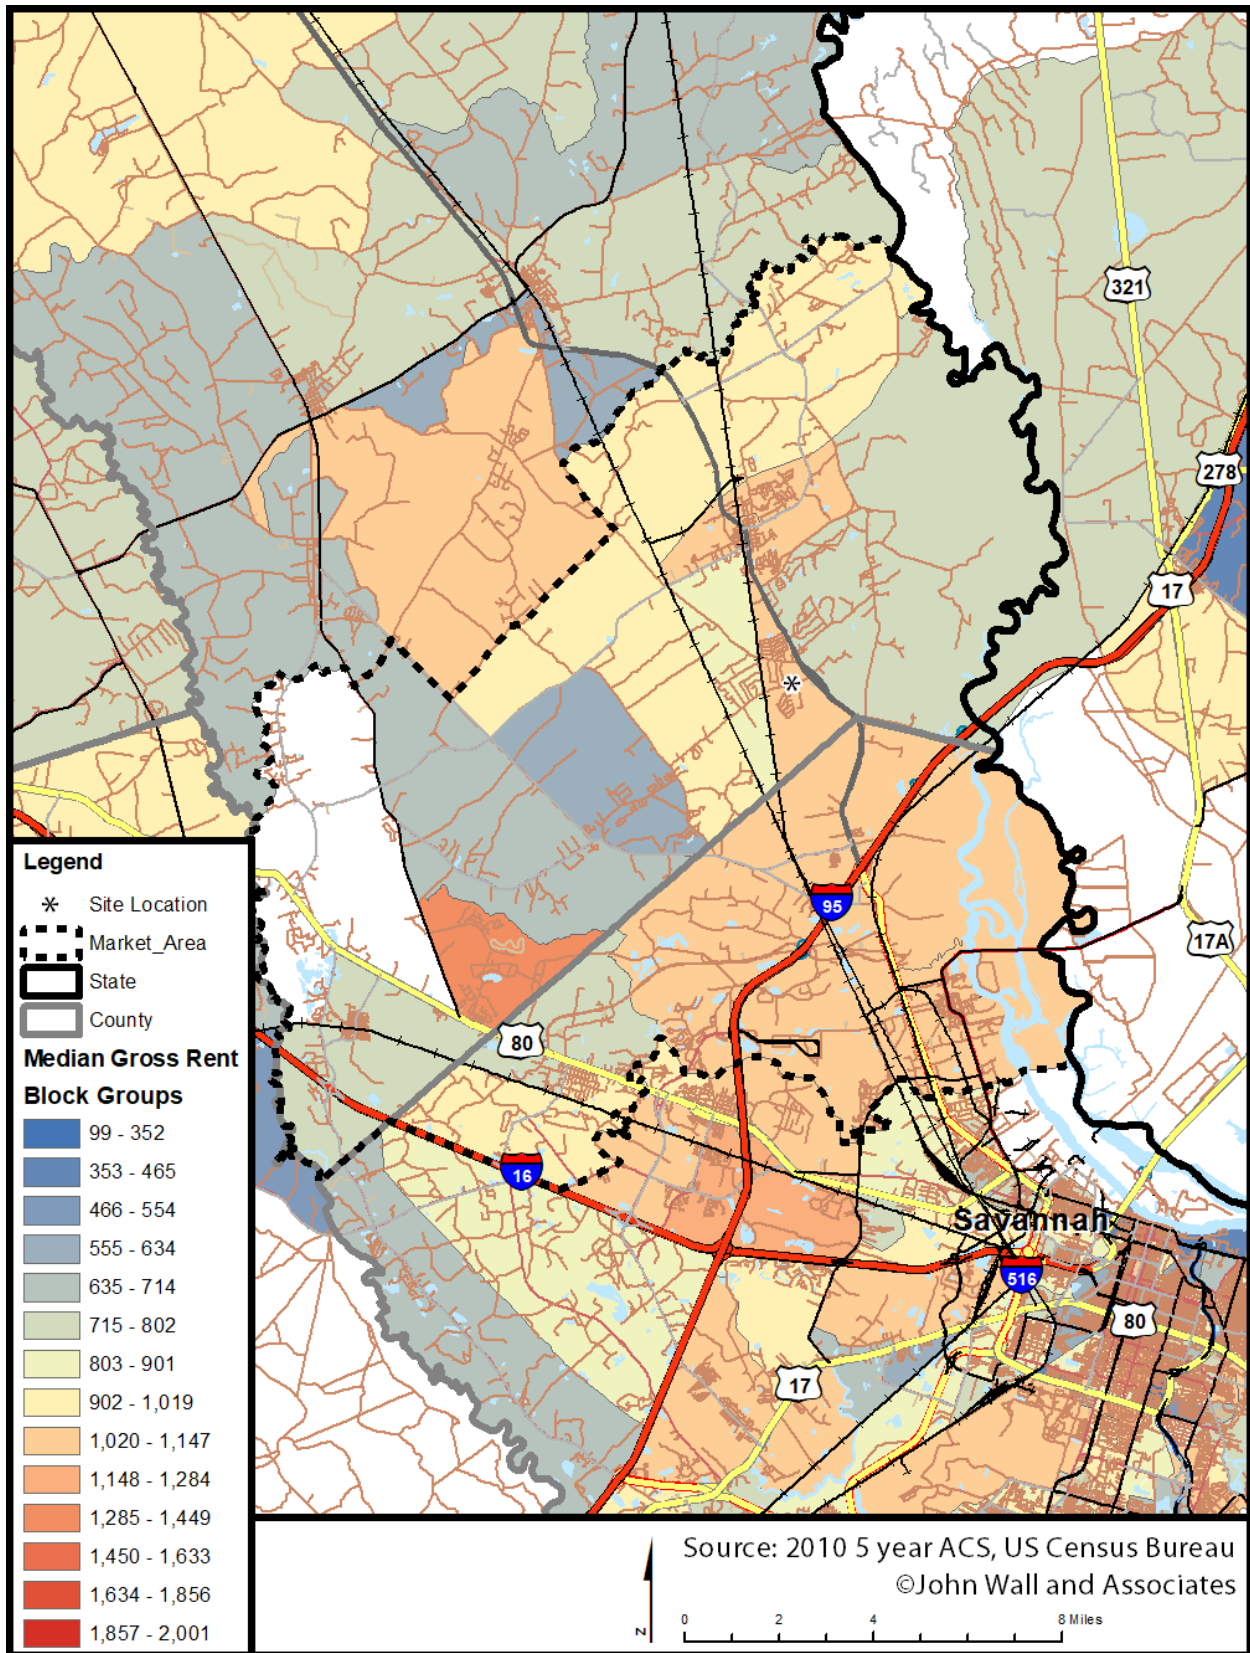 321
278
17
95
17A
80
16
Savannah
516
80
17
Legend
Site Location
Market_Area
State
County
Median Gross Rent
Block Groups
99 - 352
353 - 465
466 - 554
555 - 634
635 - 714
715 - 802
803 - 901
902 - 1,019
1,020 - 1,147
1,148 - 1,284
1,285 - 1,449
1,450 - 1,633
1,634 - 1,856
1,857 - 2,001
Source: 2010 5 year ACS, US Census Bureau
©John Wall and Associates
N
0 2 4 8 Miles